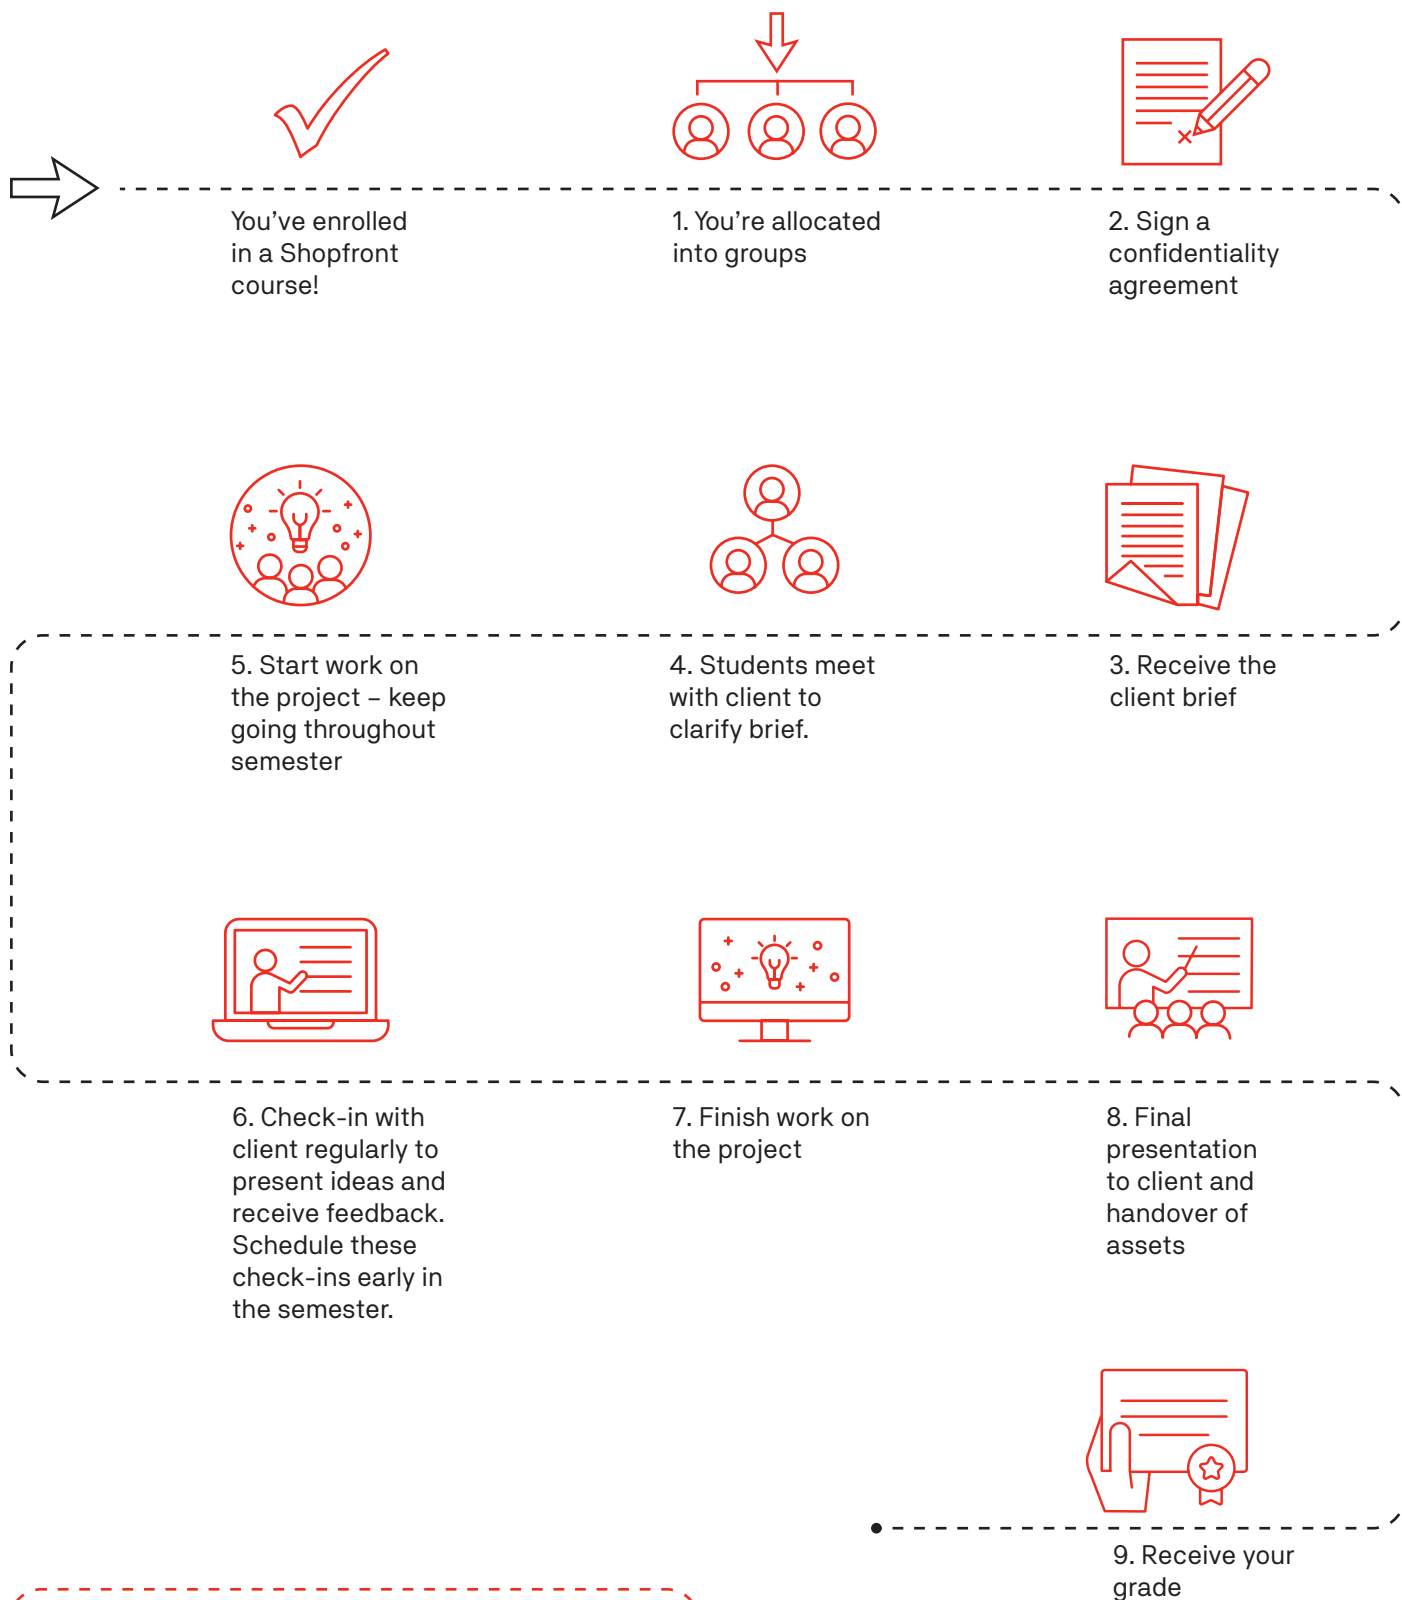 You’ve enrolled
in a Shopfront
course!
1. You’re allocated
into groups
2. Sign a
confidentiality
agreement
3. Receive the
client brief
4. Students meet
with client to
clarify brief.
5. Start work on
the project – keep
going throughout
semester
6. Check-in with
client regularly to
present ideas and
receive feedback.
Schedule these
check-ins early in
the semester.
7. Finish work on
the project
8. Final
presentation
to client and
handover of
assets
9. Receive your
grade